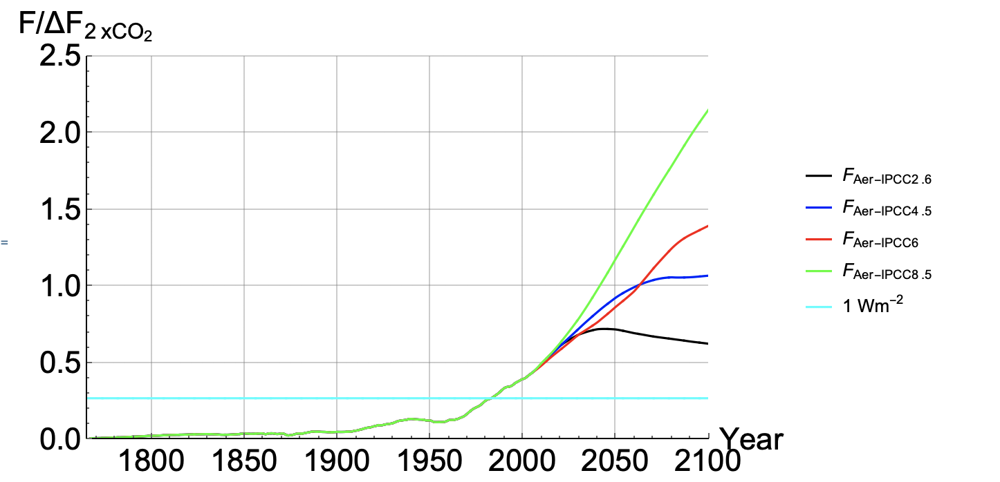 F/ΔF2 xCO2
2.5
2.0
1.5
1.0
0.5
0.0
1800 1850 1900 1950 2000 2050 2100
Year
FAer−IPCC2.6
FAer−IPCC4.5
FAer−IPCC6
FAer−IPCC8.5
1 Wm−2
=